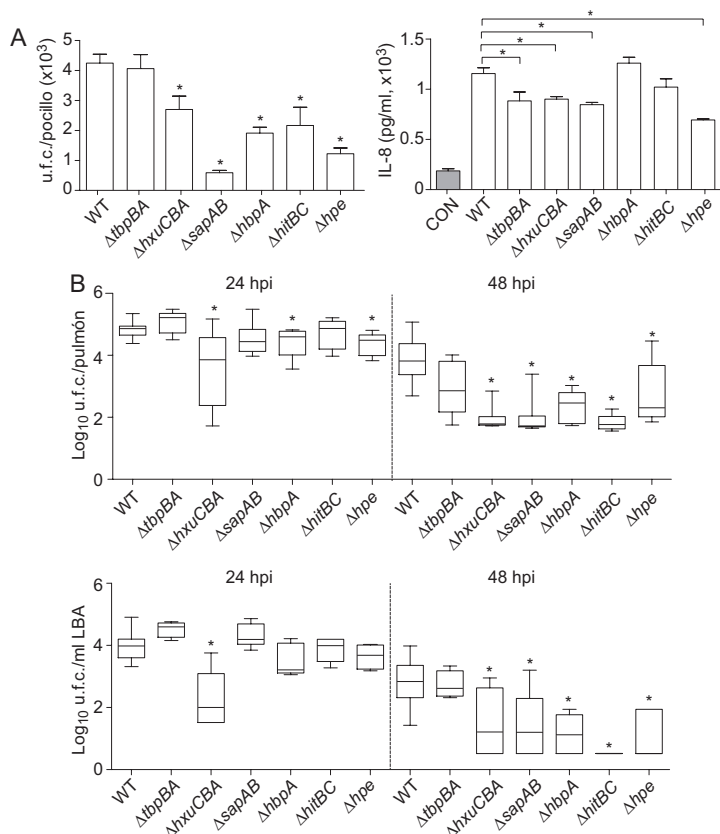 A
u.f.c./pocillo (x10³)
5
4
3
2
1
0
WT
ΔtbpBA
ΔhxuCBA
ΔsapAB
ΔhbpA
ΔhitBC
Δhpe
* * * * *
IL-8 (pg/ml, x10³)
1.5
1
0.5
0
CON
WT
ΔtbpBA
ΔhxuCBA
ΔsapAB
ΔhbpA
ΔhitBC
Δhpe
* * * *
B
24 hpi
48 hpi
Log₁₀ u.f.c./pulmón
6
4
2
0
* * * * * * * *
WT
ΔtbpBA
ΔhxuCBA
ΔsapAB
ΔhbpA
ΔhitBC
Δhpe
WT
ΔtbpBA
ΔhxuCBA
ΔsapAB
ΔhbpA
ΔhitBC
Δhpe
24 hpi
48 hpi
Log₁₀ u.f.c./ml LBA
6
4
2
0
* * * * * *
WT
ΔtbpBA
ΔhxuCBA
ΔsapAB
ΔhbpA
ΔhitBC
Δhpe
WT
ΔtbpBA
ΔhxuCBA
ΔsapAB
ΔhbpA
ΔhitBC
Δhpe